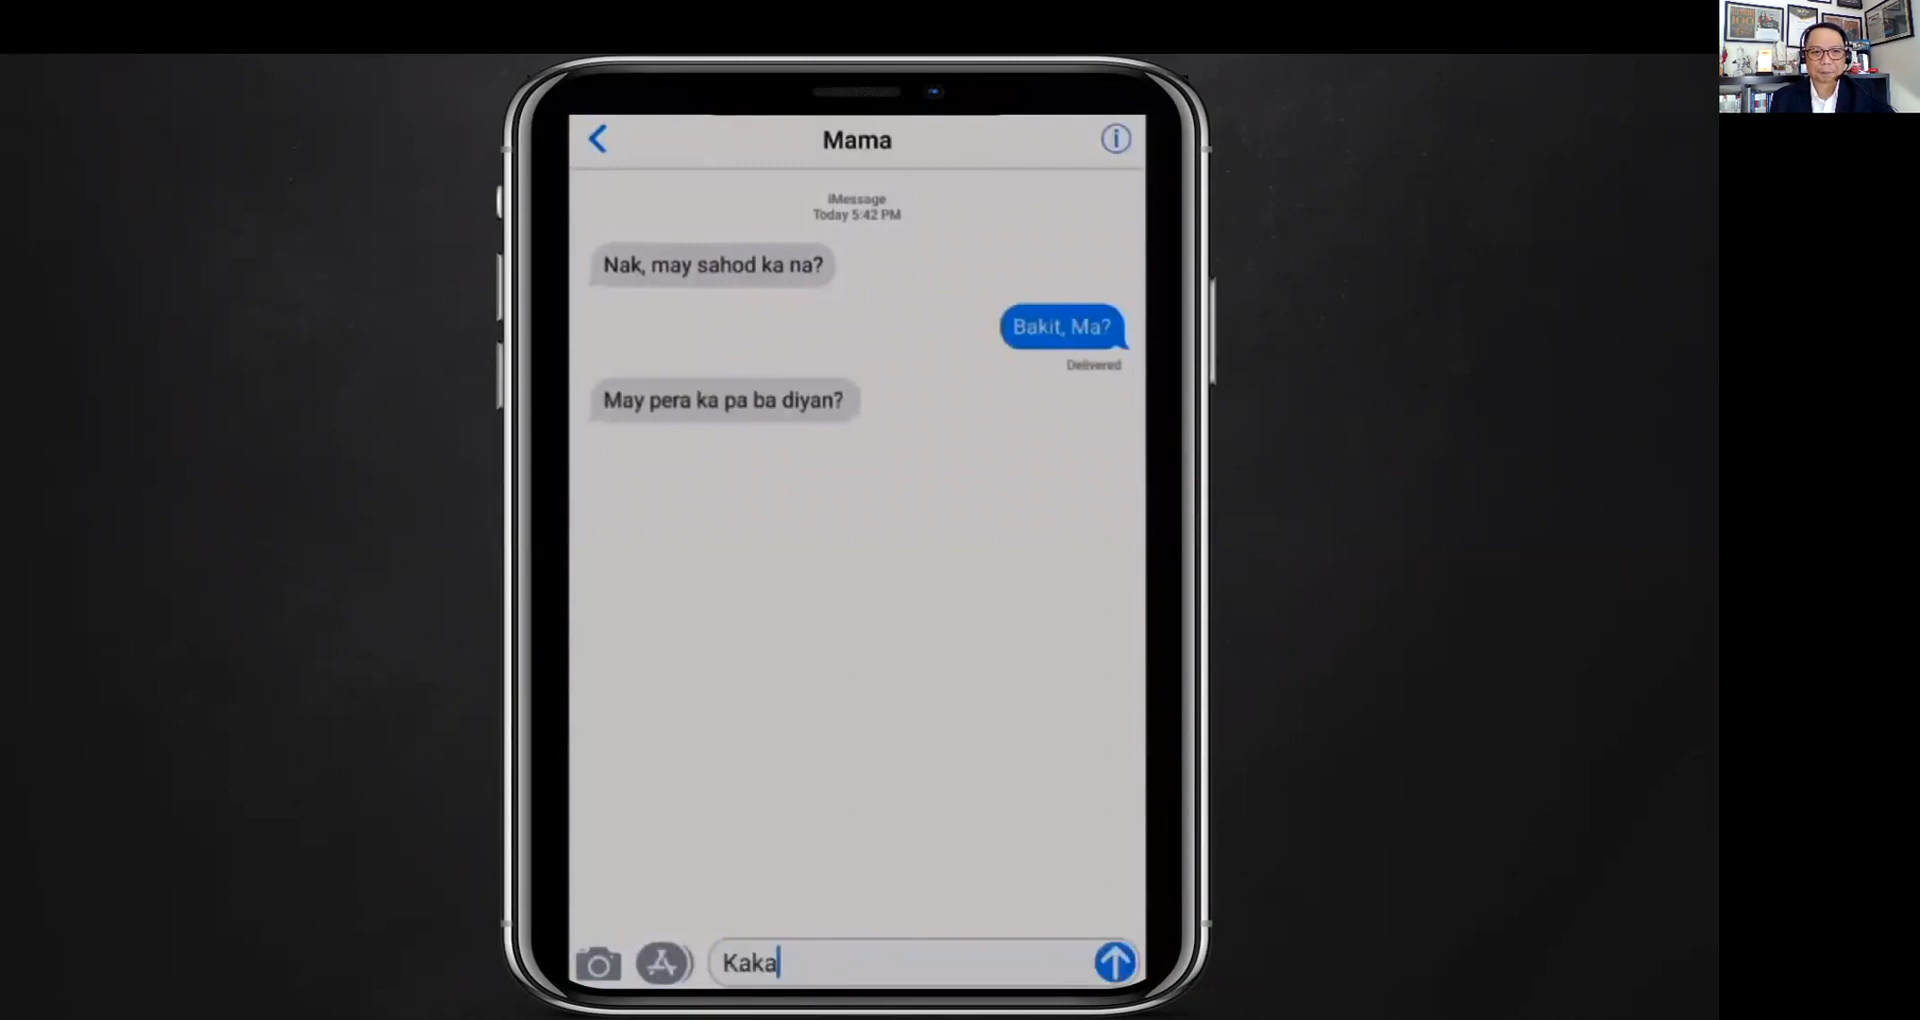 Mama
iMessage
Today 5:42 PM
Nak, may sahod ka na?
Bakit, Ma?
Delivered
May pera ka pa ba diyan?
Kaka